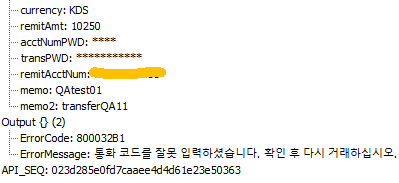 currency: KDS
remitAmt: 10250
acctNumPWD: ****
transPWD: ***********
remitAcctNum:
memo: QAtest01
memo2: transferQA11
Output {} (2)
ErrorCode: 800032B1
ErrorMessage: 통화 코드를 잘못 입력하셨습니다. 확인 후 다시 거래하십시오.
API_SEQ: 023d285e0fd7caaee4d4d61e23e50363